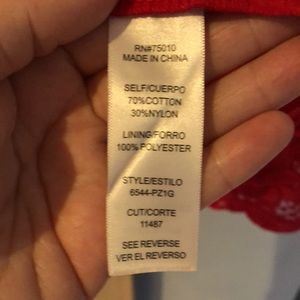 RN#75010
MADE IN CHINA
SELF/CUERPO
70%COTTON
30%NYLON
LINING/FORRO
100% POLYESTER
STYLE/ESTILO
6544-PZ1G
CUT/CORTE
11487
SEE REVERSE
VER EL REVERSO